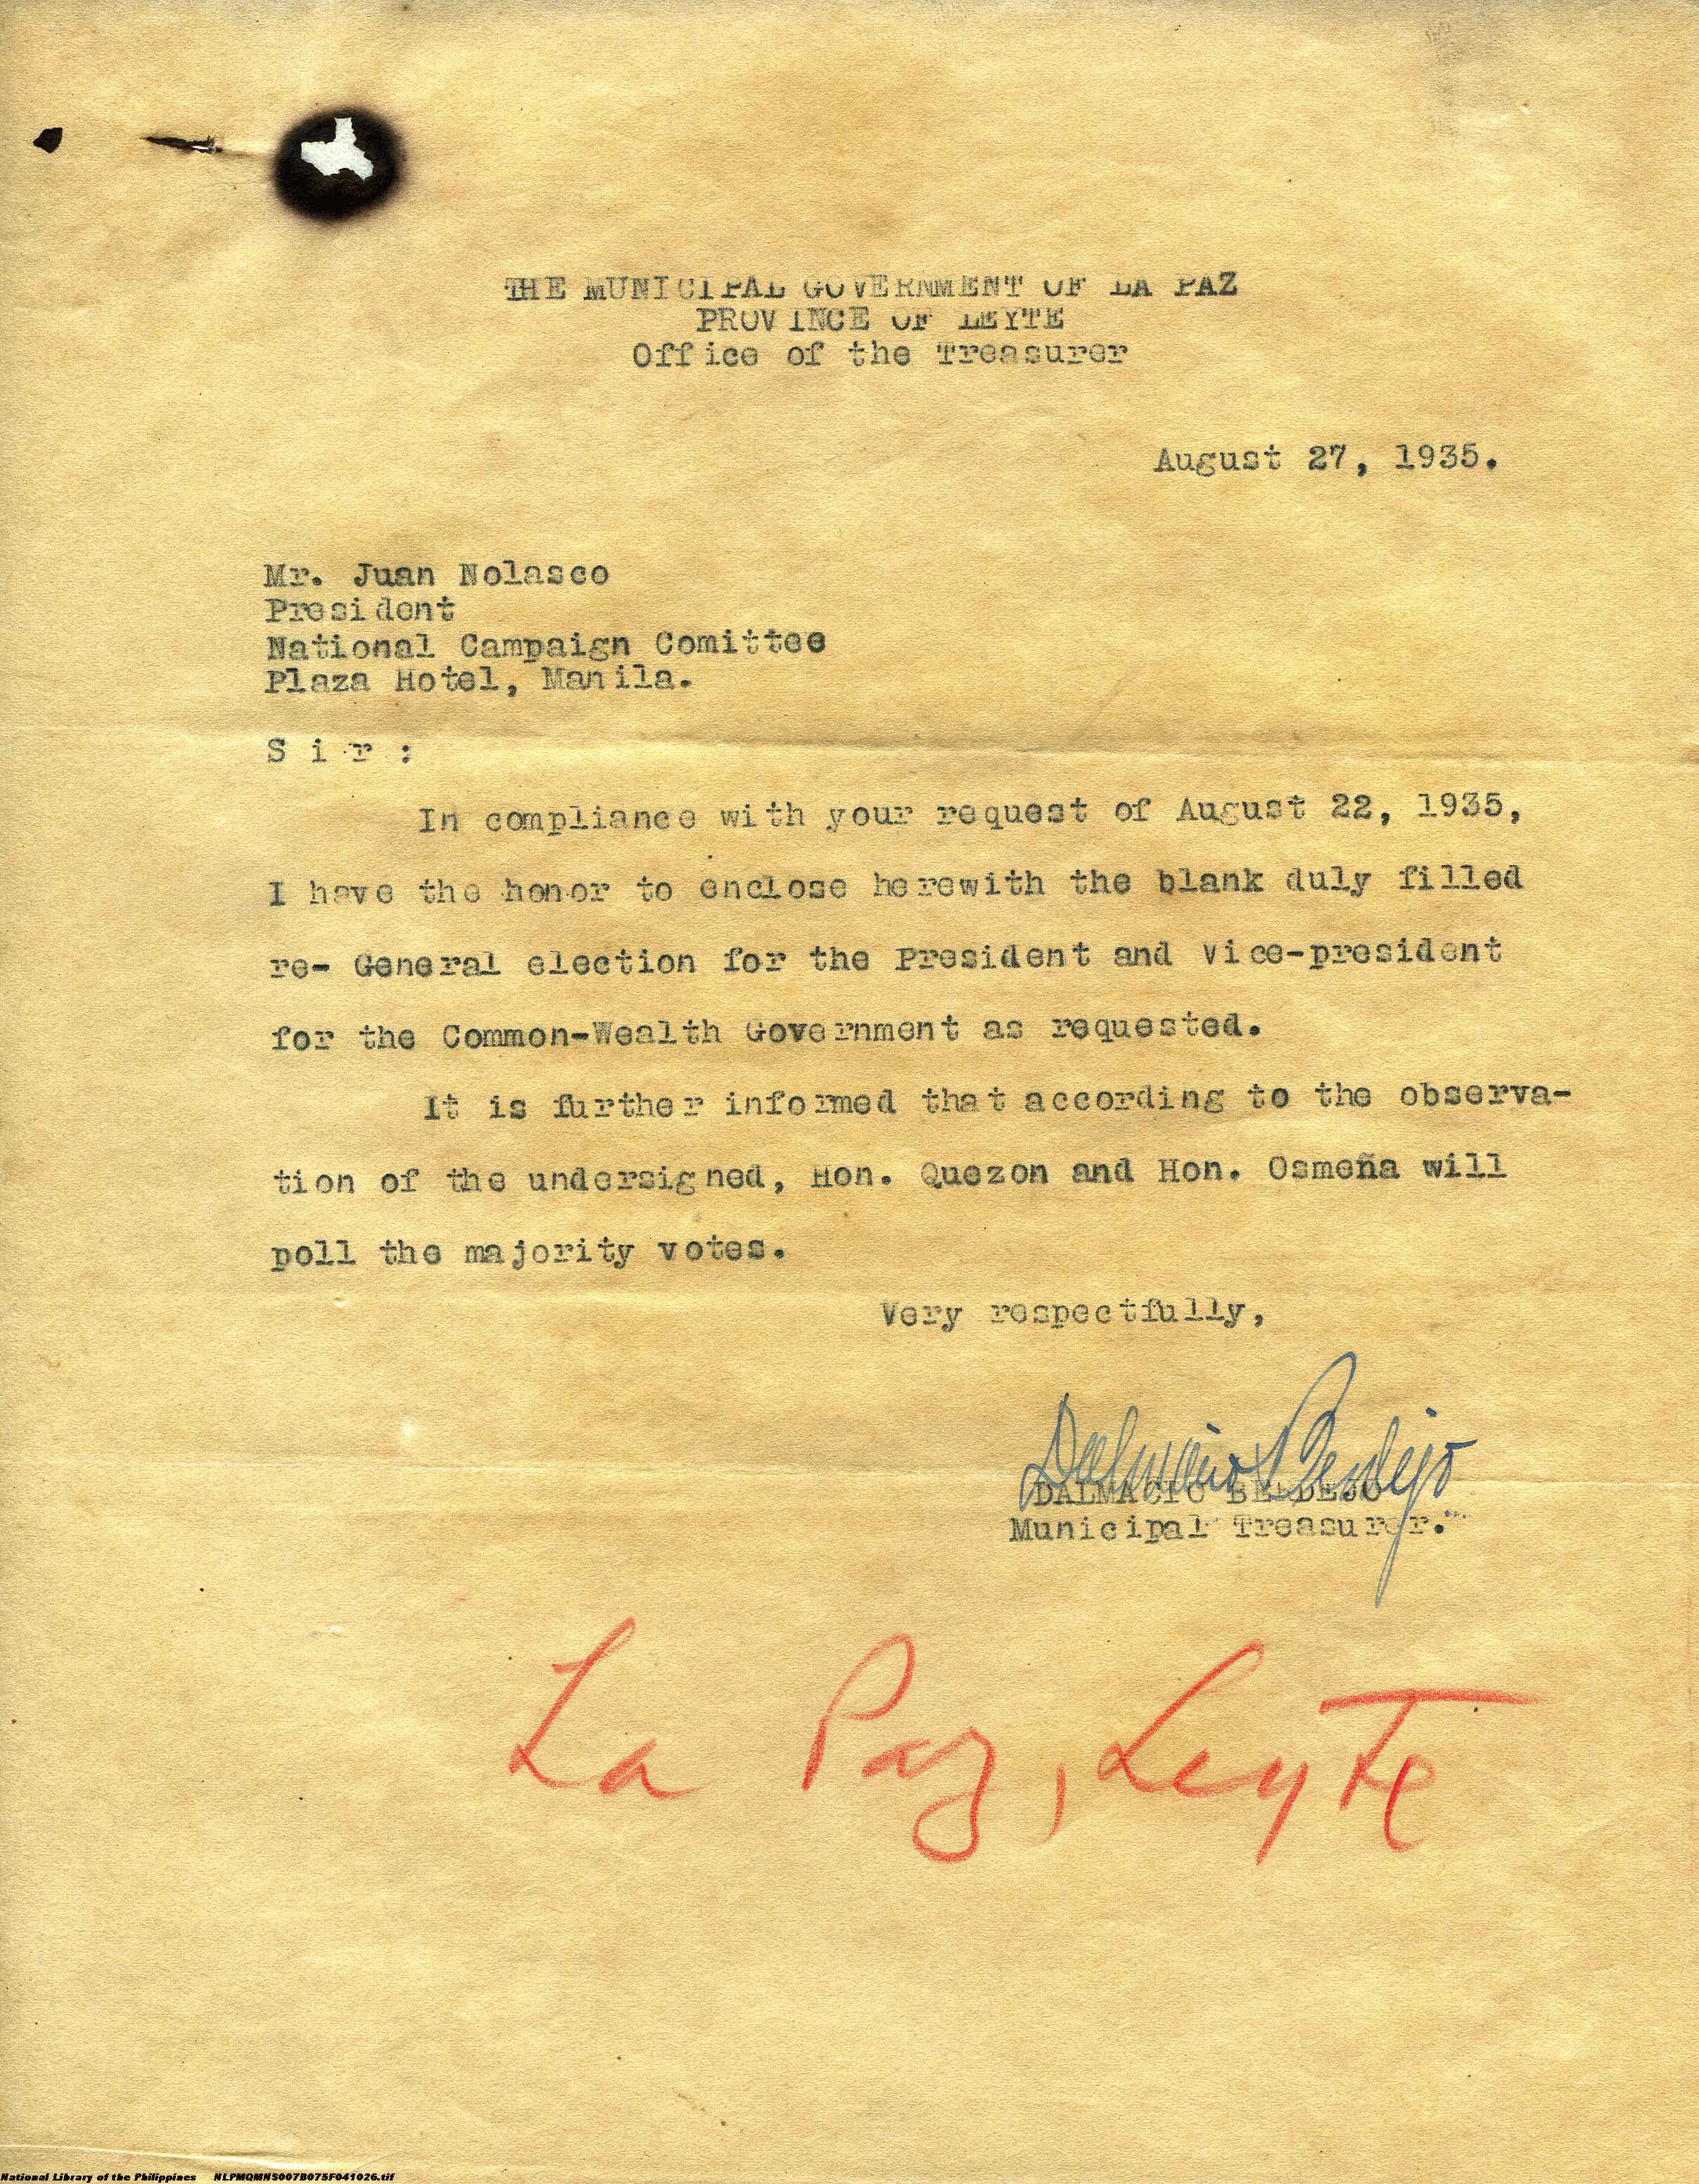 THE MUNICIPAL GOVERNMENT OF LA PAZ
PROVINCE OF LEYTE
Office of the Treasurer
August 27, 1935.
Mr. Juan Nolasco
President
National Campaign Comittee
Plaza Hotel, Manila.
S i r :
In compliance with your request of August 22, 1935,
I have the honor to enclose herewith the blank duly filled
re- General election for the President and Vice-president
for the Common-Wealth Government as requested.
It is further informed that according to the observa-
tion of the undersigned, Hon. Quezon and Hon. Osmeña will
poll the majority votes.
Very respectfully,
DALMACIO
Municipal Treasurer.
La Paz, Leyte
National Library of the Philippines NLPMQMNS007B075F041026.tif